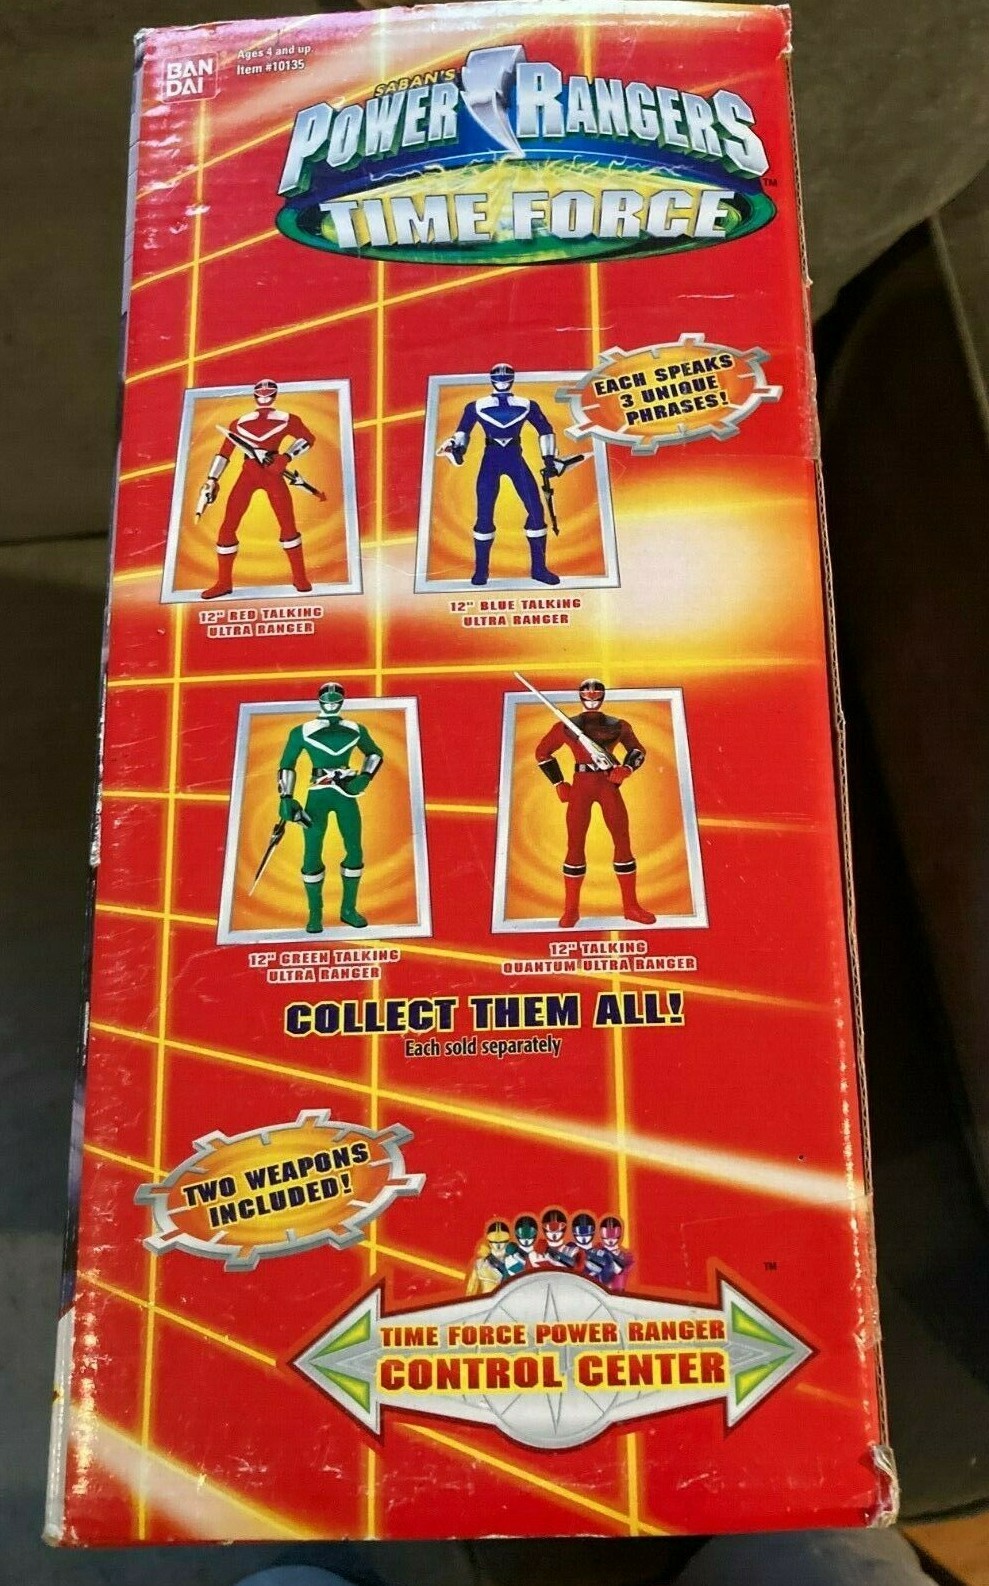 BAN
DAI
Ages 4 and up.
Item #10135
SABAN'S
POWER RANGERS
TM
TIME FORCE
EACH SPEAKS
3 UNIQUE
PHRASES!
12" RED TALKING
ULTRA RANGER
12" BLUE TALKING
ULTRA RANGER
12" GREEN TALKING
ULTRA RANGER
12" TALKING
QUANTUM ULTRA RANGER
COLLECT THEM ALL!
Each sold separately
TWO WEAPONS
INCLUDED!
TM
TIME FORCE POWER RANGER
CONTROL CENTER